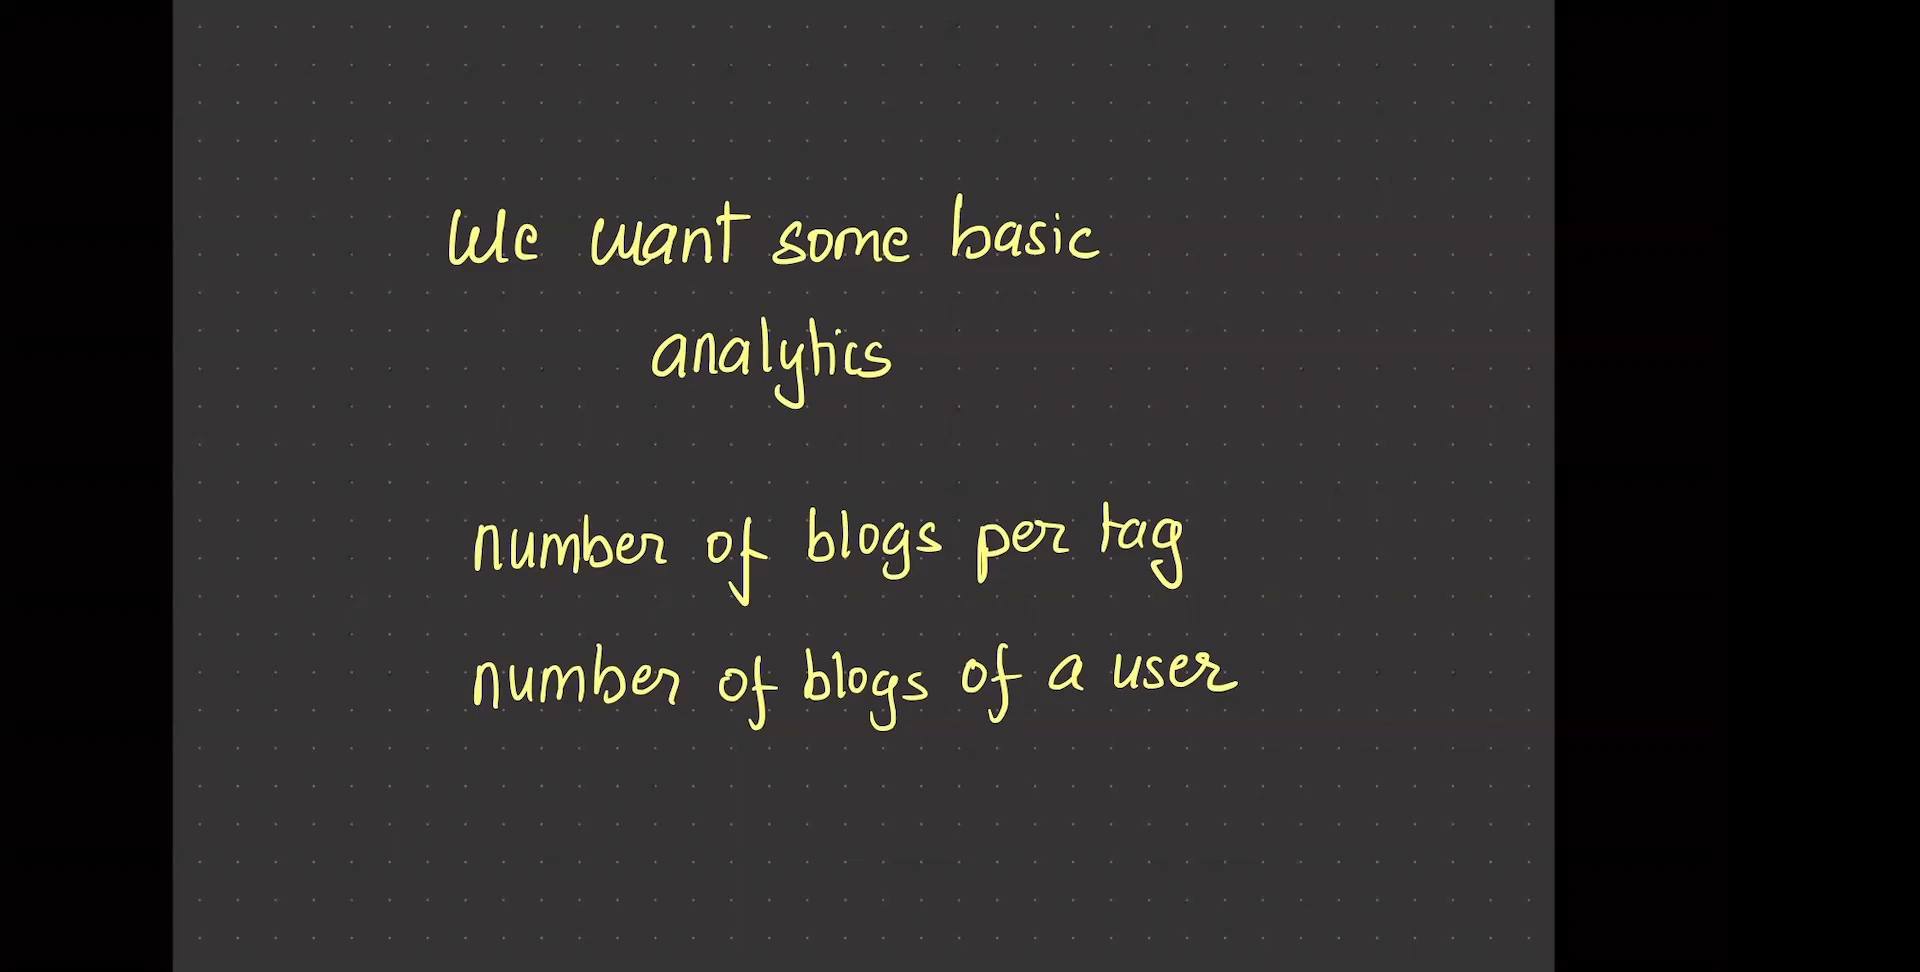 We want some basic
analytics
number of blogs per tag
number of blogs of a user